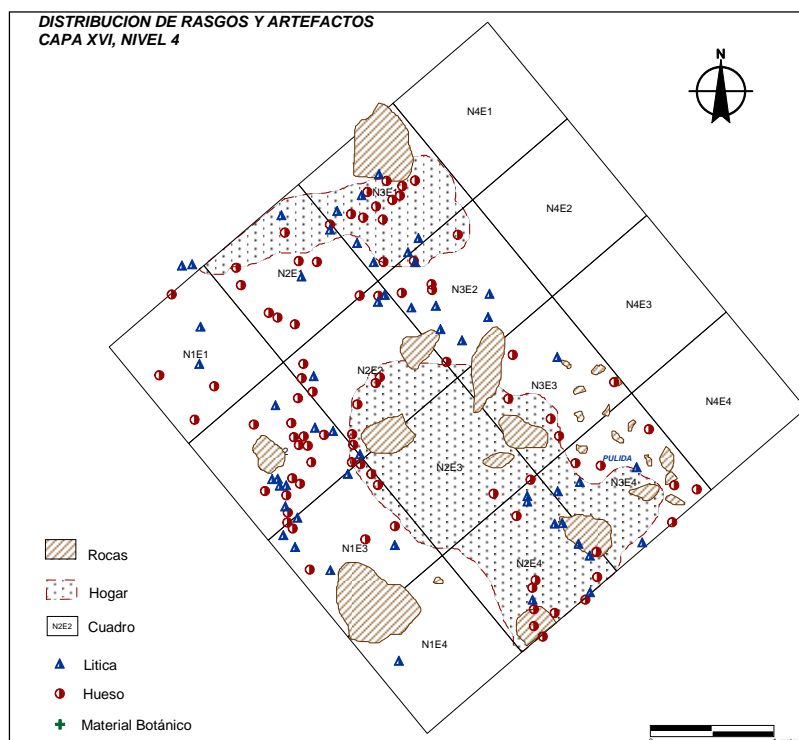 DISTRIBUCION DE RASGOS Y ARTEFACTOS
CAPA XVI, NIVEL 4
N
N4E1
N3E1
N4E2
N2E1
N3E2
N4E3
N1E1
N2E2
N3E3
N4E4
N2E3
PULIDA
N3E4
N1E3
N2E4
N1E4
Rocas
Hogar
N2E2
Cuadro
Litica
Hueso
Material Botánico